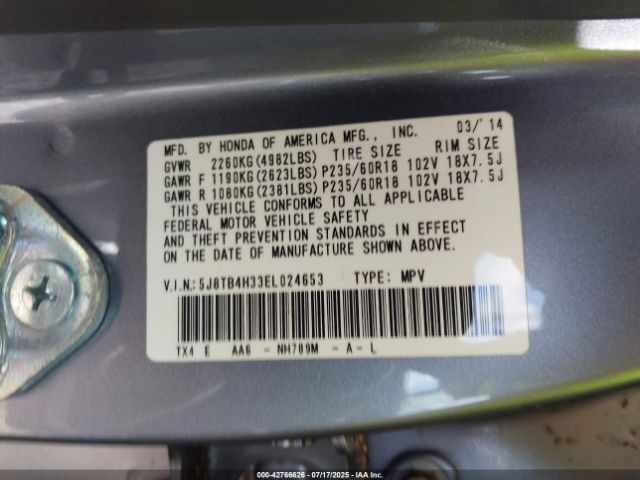 MFD. BY HONDA OF AMERICA MFG., INC. 03/'14
GVWR 2260KG(4982LBS) TIRE SIZE RIM SIZE
GAWR F 1190KG(2623LBS) P235/60R18 102V 18X7.5J
GAWR R 1080KG(2381LBS) P235/60R18 102V 18X7.5J
THIS VEHICLE CONFORMS TO ALL APPLICABLE
FEDERAL MOTOR VEHICLE SAFETY
AND THEFT PREVENTION STANDARDS IN EFFECT
ON THE DATE OF MANUFACTURE SHOWN ABOVE.
V.I.N.:5J8TB4H33EL024653 TYPE: MPV
TX4 E AA6 - NH789M - A - L
000-42766626 - 07/17/2025 - IAA Inc.